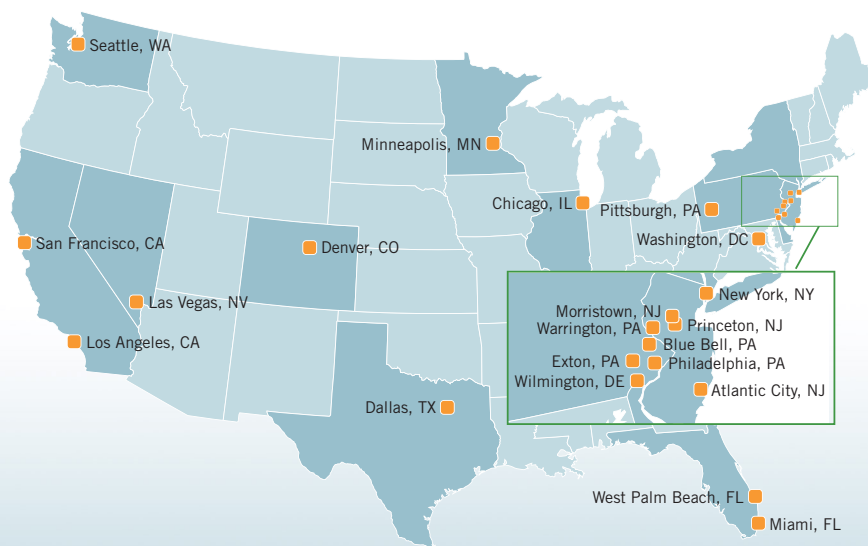 Seattle, WA
Minneapolis, MN
Chicago, IL
Pittsburgh, PA
San Francisco, CA
Denver, CO
Washington, DC
Las Vegas, NV
New York, NY
Morristown, NJ
Princeton, NJ
Warrington, PA
Los Angeles, CA
Blue Bell, PA
Exton, PA
Philadelphia, PA
Wilmington, DE
Atlantic City, NJ
Dallas, TX
West Palm Beach, FL
Miami, FL